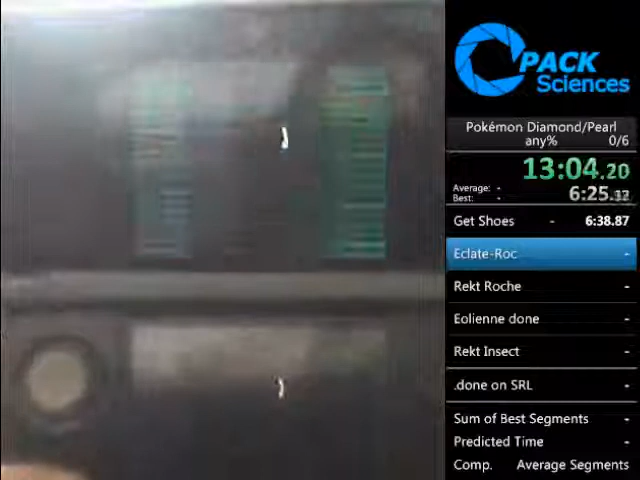 PACK
Sciences
Pokémon Diamond/Pearl
any% 0/6
13:04.20
Average: - 
Best: - 6:25.32
Get Shoes - 6:38.87
Eclate-Roc -
Rekt Roche -
Eolienne done -
Rekt Insect -
.done on SRL -
Sum of Best Segments -
Predicted Time -
Comp. Average Segments